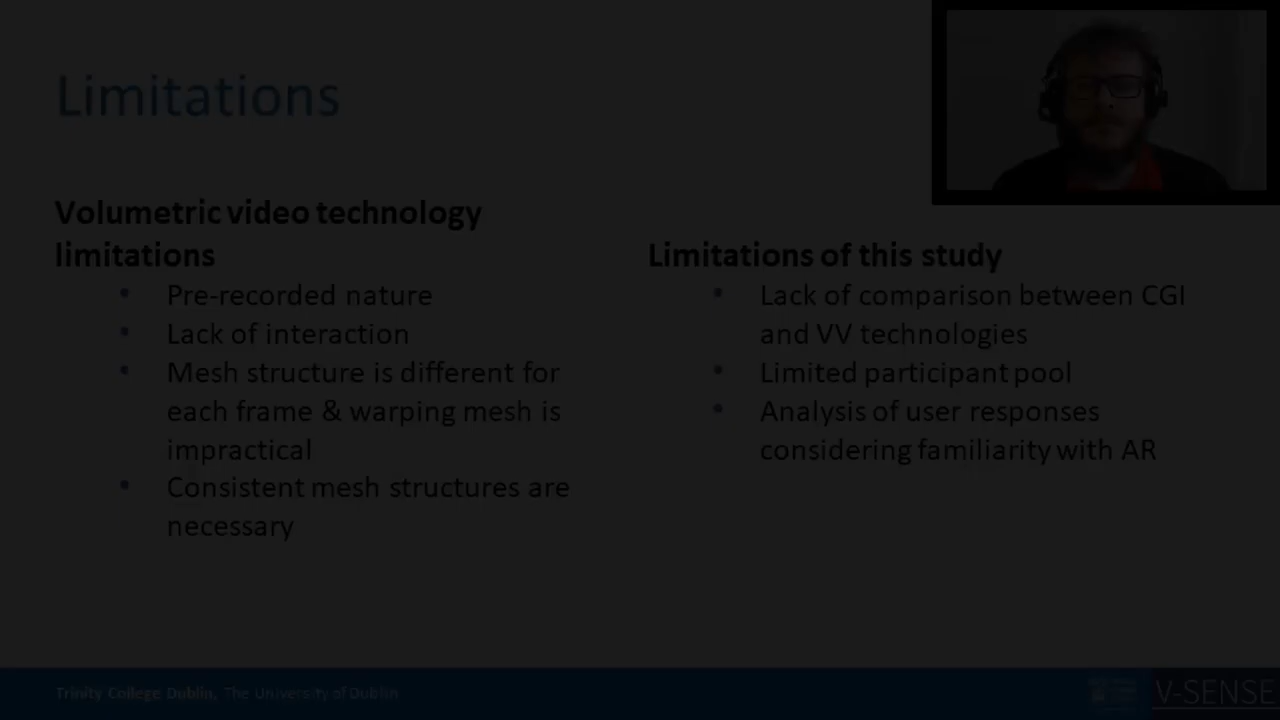 Limitations
Volumetric video technology
limitations
• Pre-recorded nature
• Lack of interaction
• Mesh structure is different for
each frame & warping mesh is
impractical
• Consistent mesh structures are
necessary
Limitations of this study
• Lack of comparison between CGI
and VV technologies
• Limited participant pool
• Analysis of user responses
considering familiarity with AR
Trinity College Dublin, The University of Dublin
V-SENSE